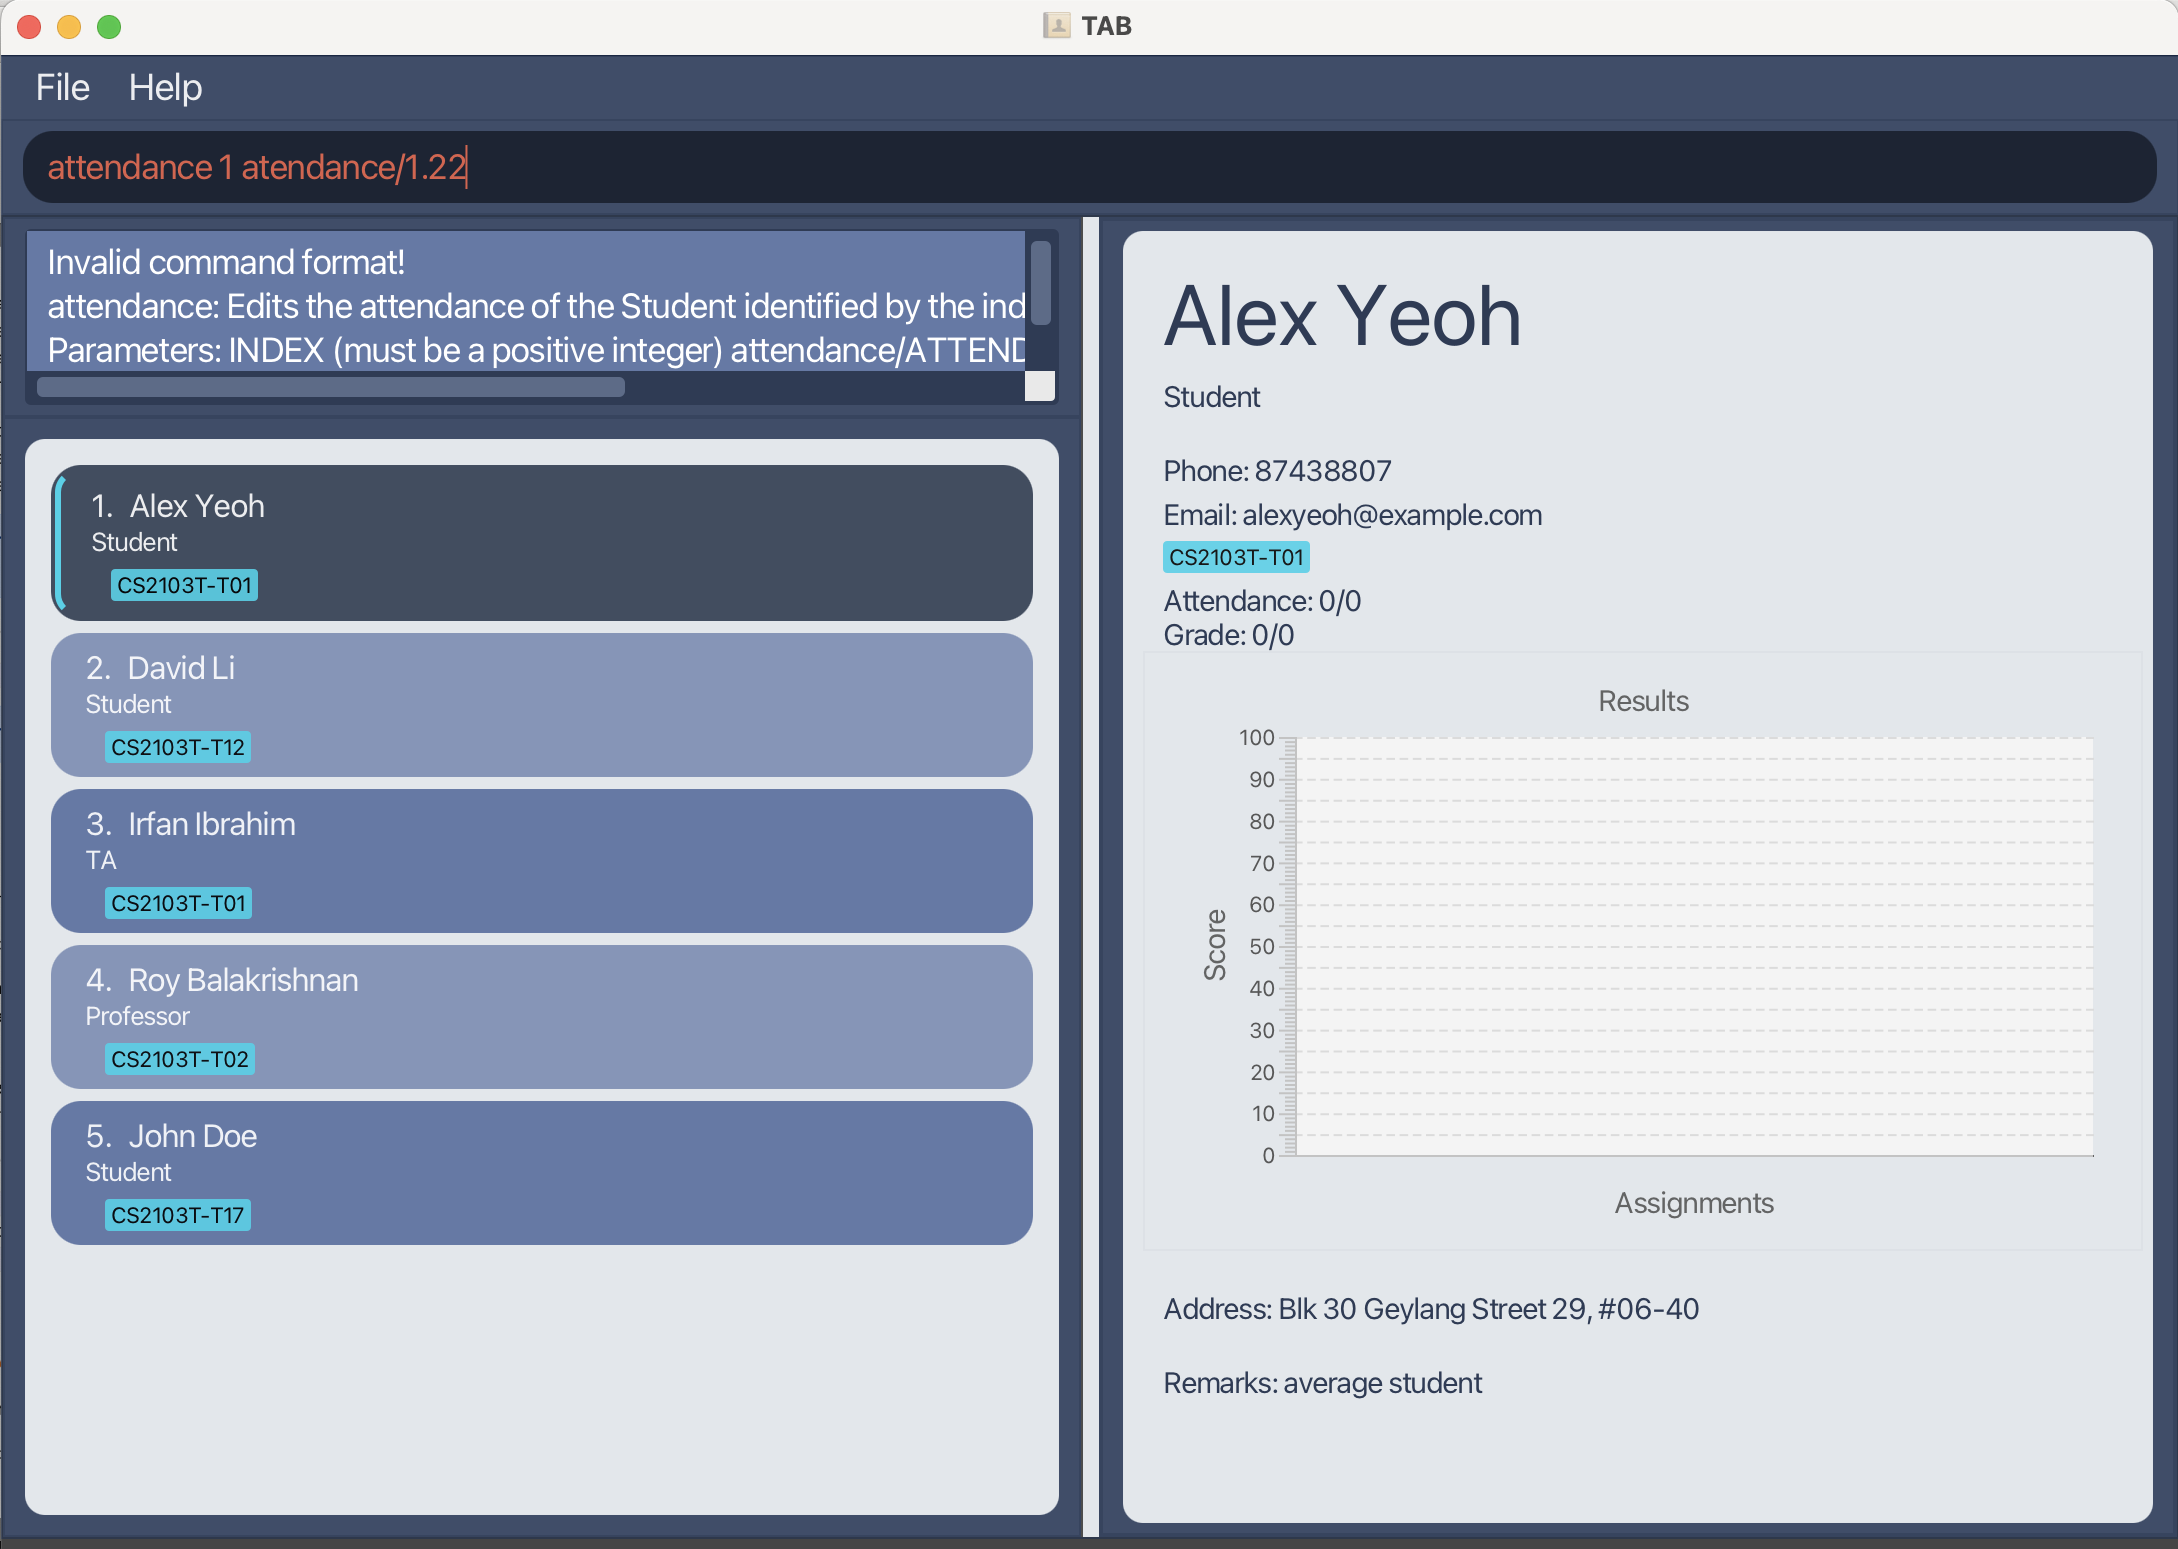 TAB
File Help
attendance 1 atendance/1.22
Invalid command format!
attendance: Edits the attendance of the Student identified by the ind
Parameters: INDEX (must be a positive integer) attendance/ATTEND
1. Alex Yeoh
Student
CS2103T-T01
2. David Li
Student
CS2103T-T12
3. Irfan Ibrahim
TA
CS2103T-T01
4. Roy Balakrishnan
Professor
CS2103T-T02
5. John Doe
Student
CS2103T-T17
Alex Yeoh
Student
Phone: 87438807
Email: alexyeoh@example.com
CS2103T-T01
Attendance: 0/0
Grade: 0/0
Results
100
90
80
70
60
50
40
30
20
10
0
Score
Assignments
Address: Blk 30 Geylang Street 29, #06-40
Remarks: average student